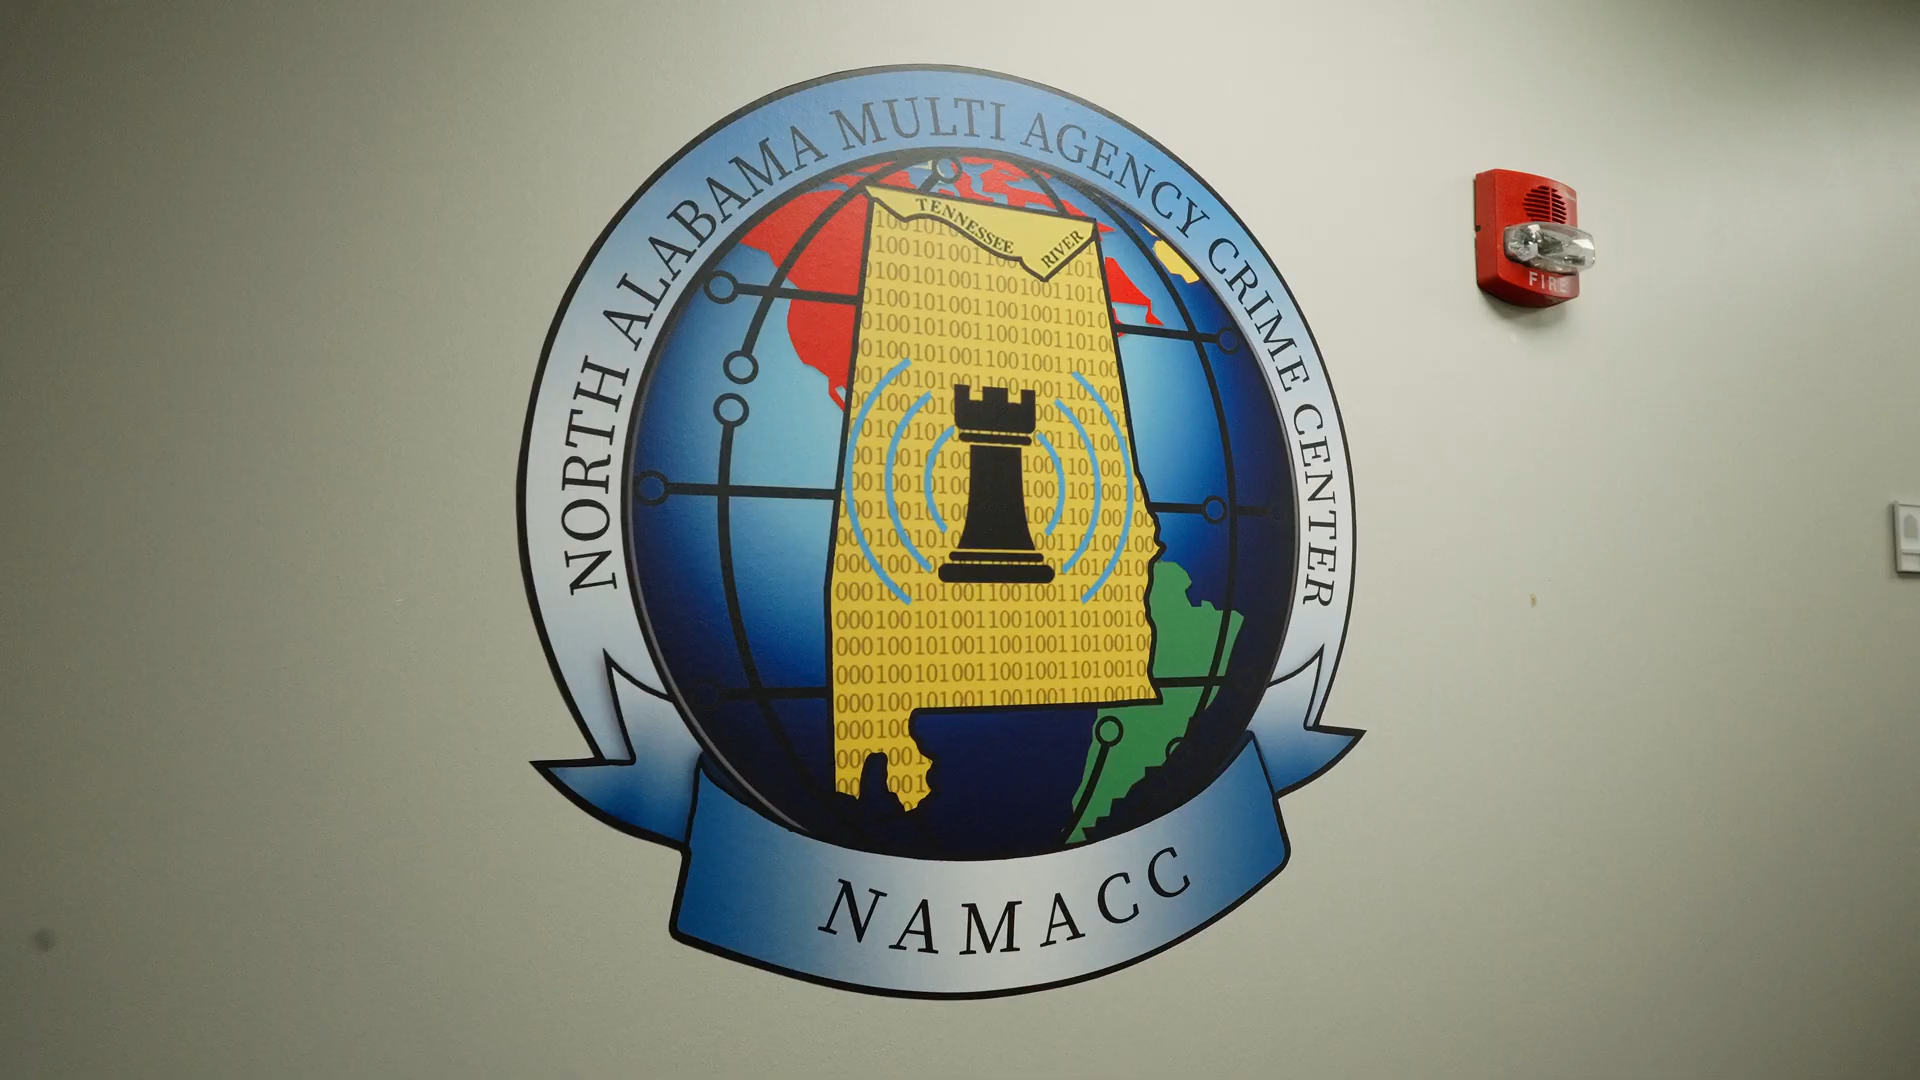 NORTH ALABAMA MULTI AGENCY CRIME CENTER
TENNESSEE RIVER
NAMACC
FIRE